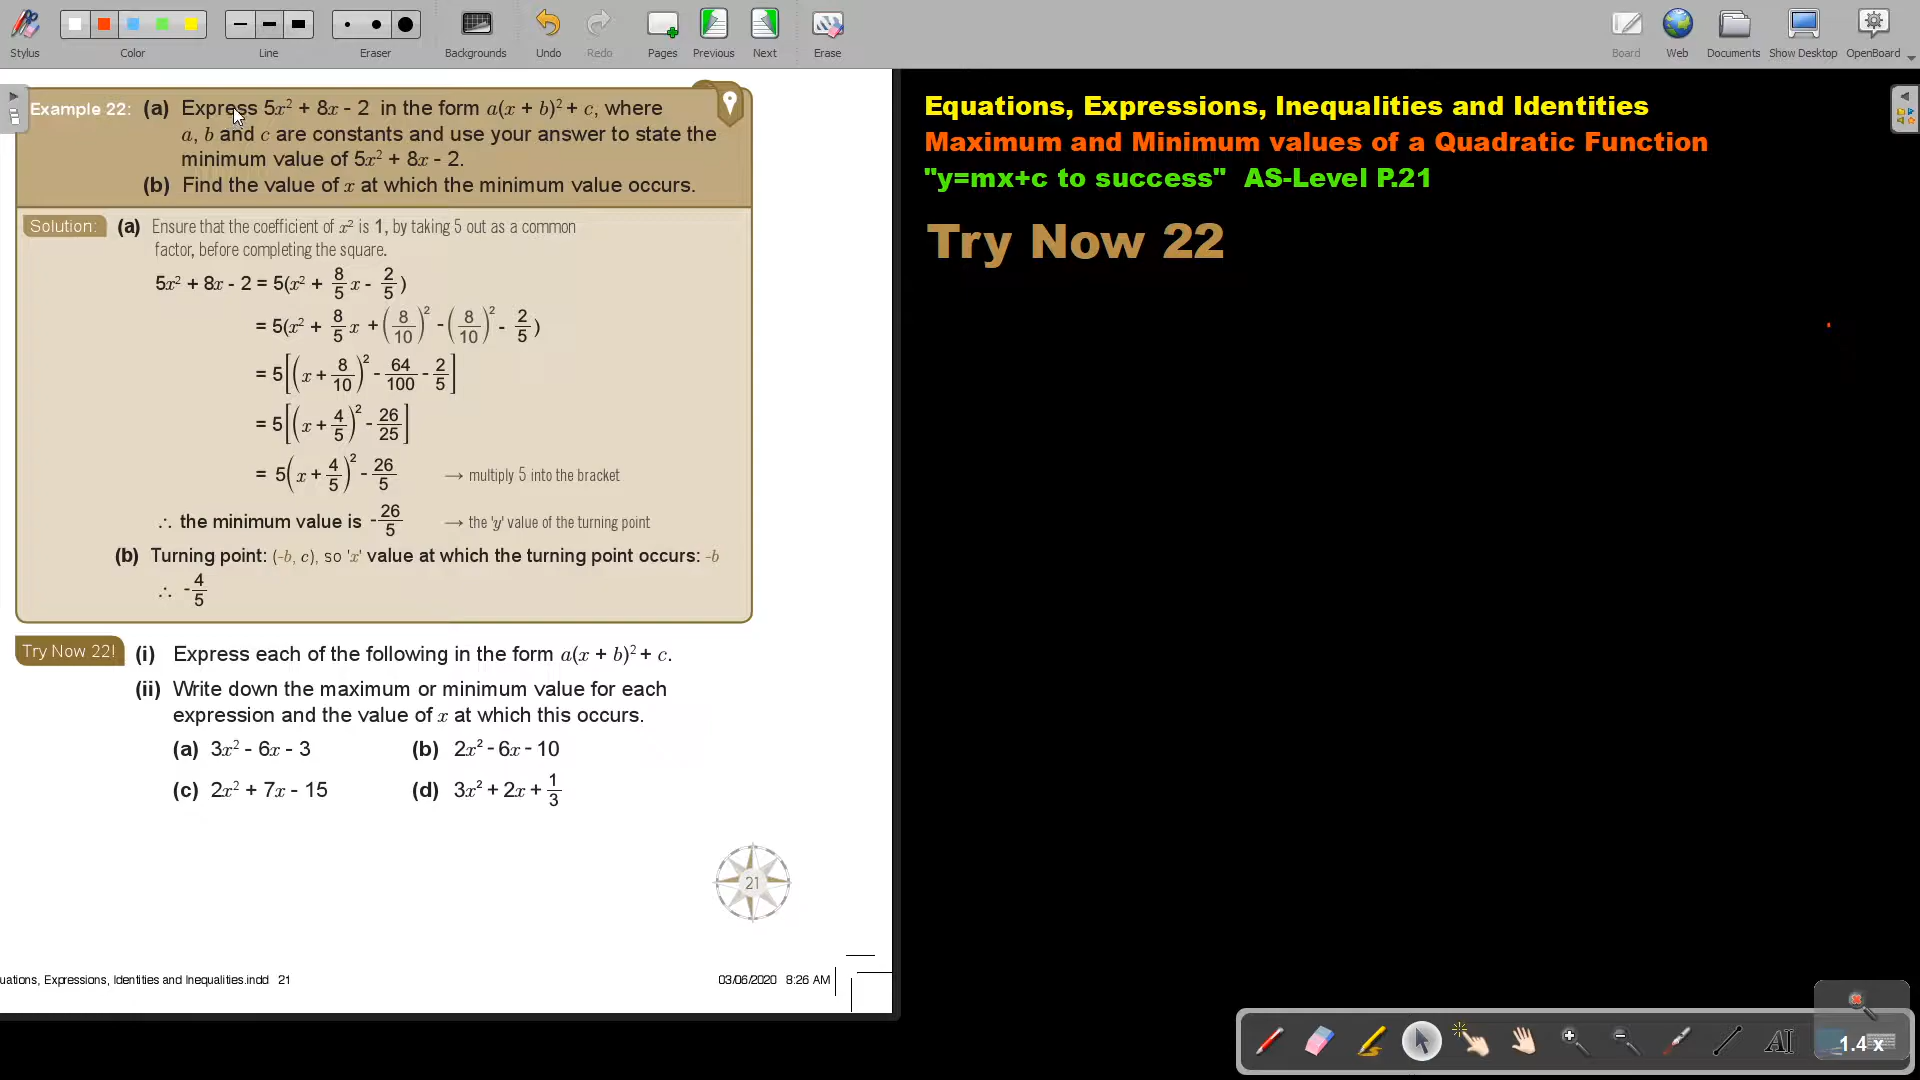 Stylus
Color
Line
Eraser
Backgrounds
Undo
Redo
Pages
Previous
Next
Erase
Board
Web
Documents
Show Desktop
OpenBoard
Example 22: (a) Express 5x² + 8x - 2 in the form a(x + b)² + c, where
a, b and c are constants and use your answer to state the
minimum value of 5x² + 8x - 2.
(b) Find the value of x at which the minimum value occurs.
Solution: (a) Ensure that the coefficient of x² is 1, by taking 5 out as a common
factor, before completing the square.
5x² + 8x - 2 = 5(x² + 8/5 x - 2/5)
= 5(x² + 8/5 x + (8/10)² - (8/10)² - 2/5)
= 5[(x + 8/10)² - 64/100 - 2/5]
= 5[(x + 4/5)² - 26/25]
= 5(x + 4/5)² - 26/5 → multiply 5 into the bracket
∴ the minimum value is -26/5 → the 'y' value of the turning point
(b) Turning point: (-b, c), so 'x' value at which the turning point occurs: -b
∴ -4/5
Try Now 22! (i) Express each of the following in the form a(x + b)² + c.
(ii) Write down the maximum or minimum value for each
expression and the value of x at which this occurs.
(a) 3x² - 6x - 3 (b) 2x² - 6x - 10
(c) 2x² + 7x - 15 (d) 3x² + 2x + 1/3
21
uations, Expressions, Identities and Inequalities.indd 21
03/06/2020 8:26 AM
Equations, Expressions, Inequalities and Identities
Maximum and Minimum values of a Quadratic Function
"y=mx+c to success" AS-Level P.21
Try Now 22
AI
1.4 x